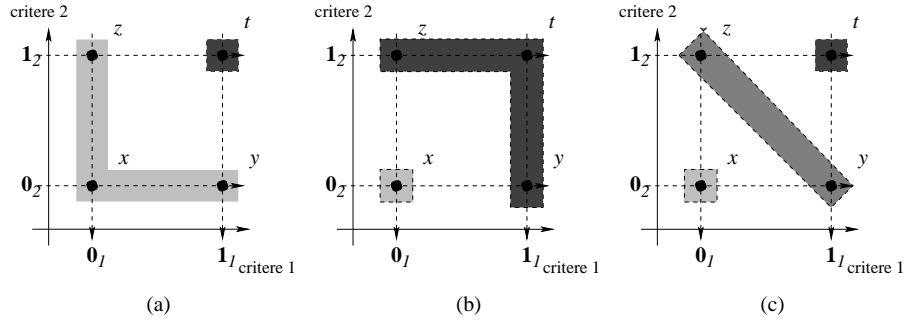 critere 2
z
t
1₂
x
y
0₂
0₁
1₁
critere 1
(a)
critere 2
z
t
1₂
x
y
0₂
0₁
1₁
critere 1
(b)
critere 2
z
t
1₂
x
y
0₂
0₁
1₁
critere 1
(c)